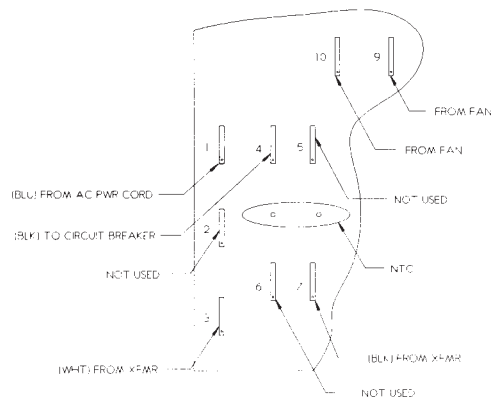 10
9
FROM FAN
FROM FAN
1
4
5
(BLU) FROM AC PWR CORD
NOT USED
(BLK) TO CIRCUIT BREAKER
2
NOT USED
NTC
6
7
3
(WHT) FROM XFMR
(BLK) FROM XFMR
NOT USED